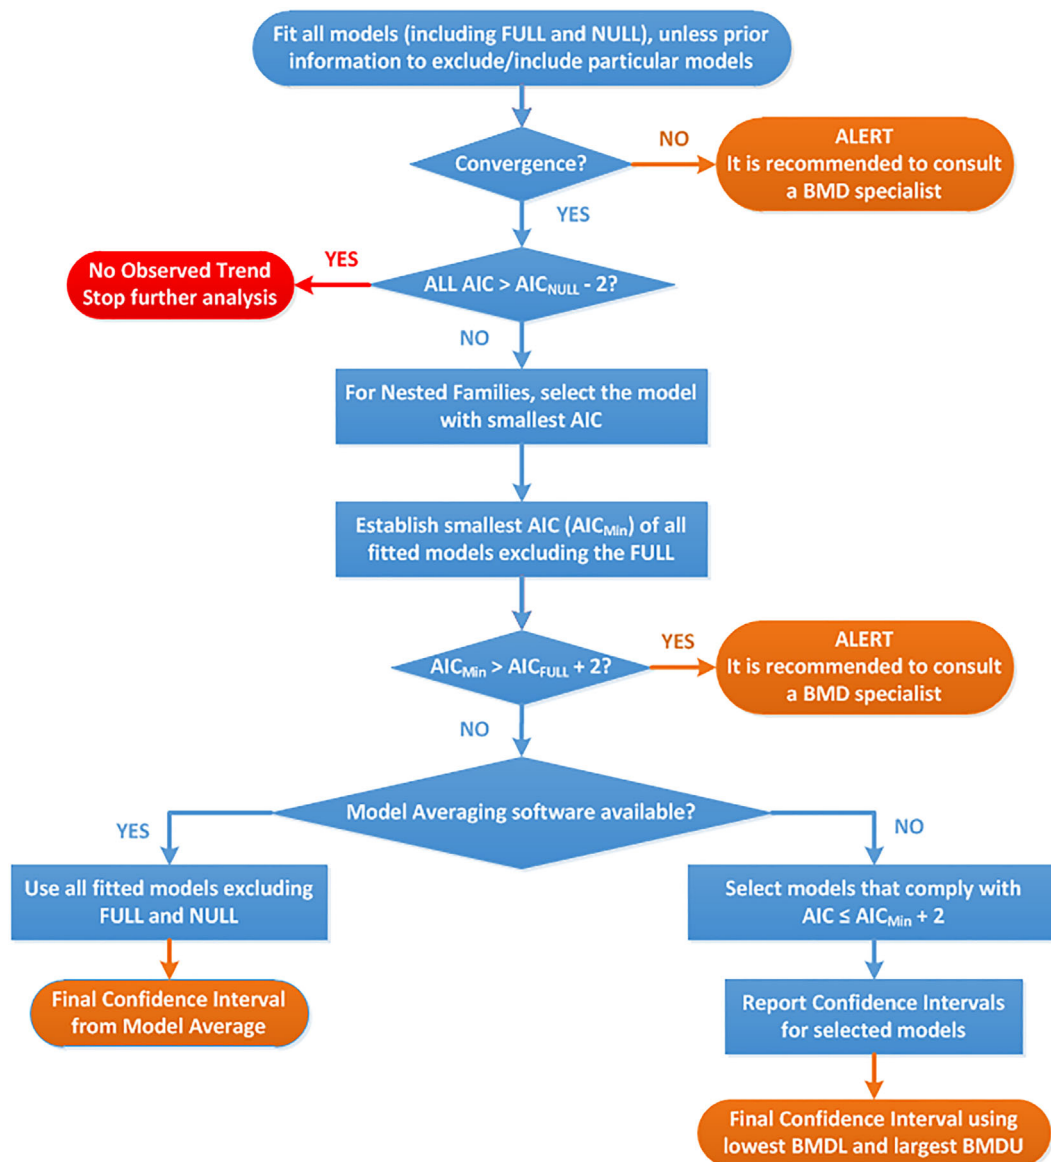 Fit all models (including FULL and NULL), unless prior
information to exclude/include particular models
Convergence?
NO
ALERT
It is recommended to consult
a BMD specialist
YES
ALL AIC > AIC_NULL - 2?
YES
No Observed Trend
Stop further analysis
NO
For Nested Families, select the model
with smallest AIC
Establish smallest AIC (AIC_Min) of all
fitted models excluding the FULL
AIC_Min > AIC_FULL + 2?
YES
ALERT
It is recommended to consult
a BMD specialist
NO
Model Averaging software available?
YES
Use all fitted models excluding
FULL and NULL
Final Confidence Interval
from Model Average
NO
Select models that comply with
AIC ≤ AIC_Min + 2
Report Confidence Intervals
for selected models
Final Confidence Interval using
lowest BMDL and largest BMDU